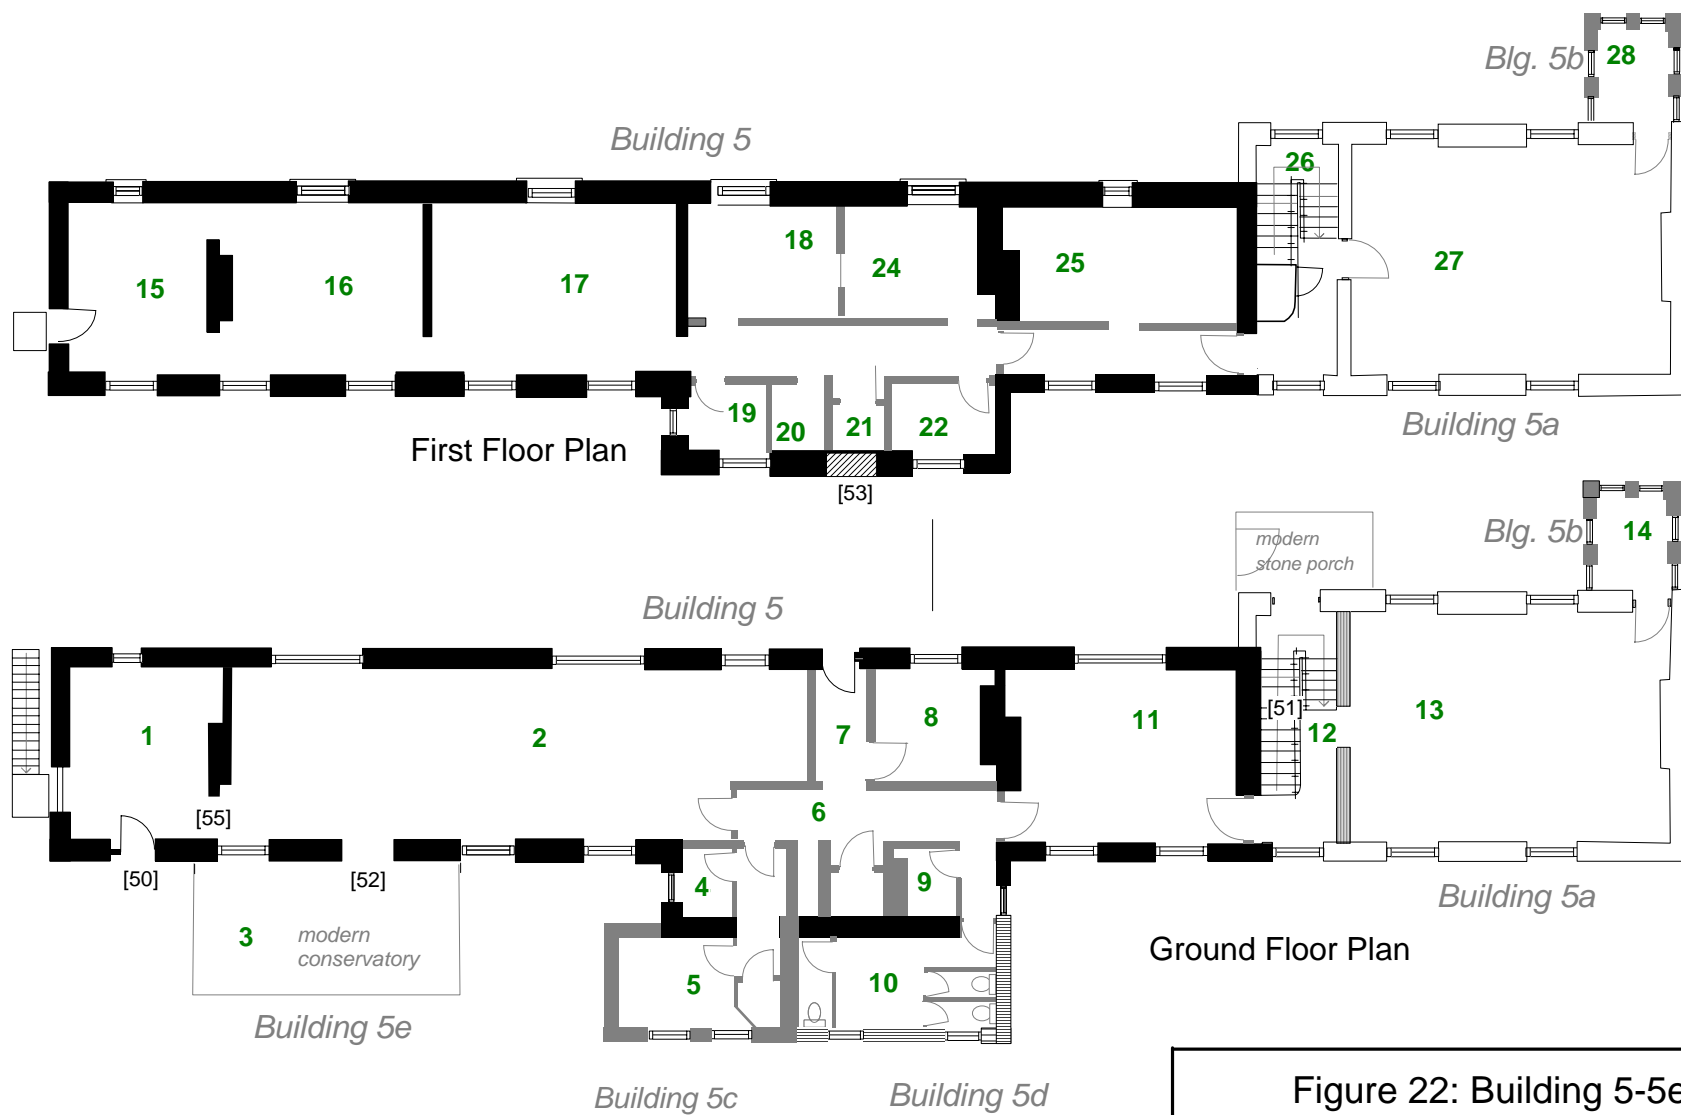 Blg. 5b
28
Building 5
26
15
16
17
18
24
25
27
19
20
21
22
First Floor Plan
[53]
Building 5a
Blg. 5b
14
modern
stone porch
Building 5
1
2
7
8
11
[51]
12
13
6
[55]
[50]
[52]
4
9
3
modern
conservatory
5
10
Building 5a
Ground Floor Plan
Building 5e
Building 5c
Building 5d
Figure 22: Building 5-5e